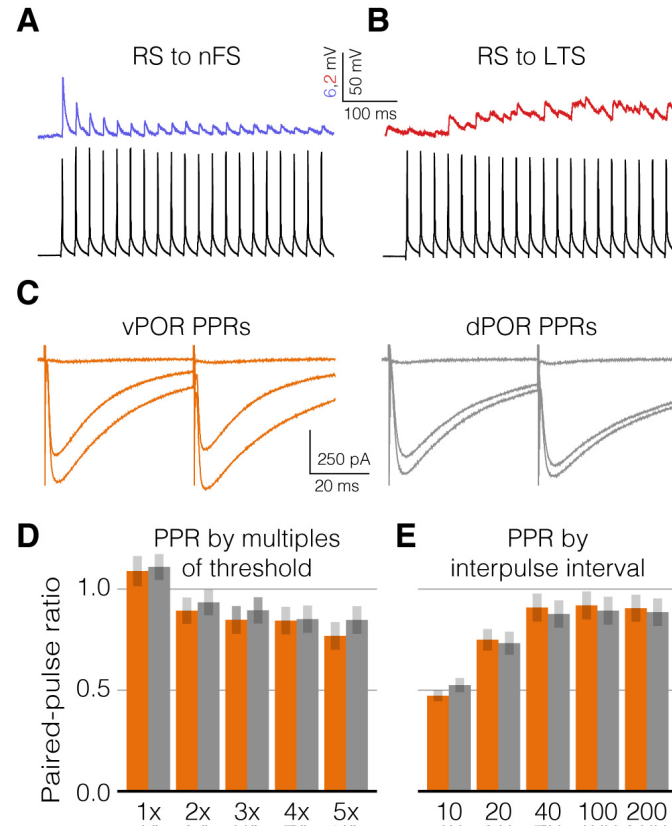 A
RS to nFS
6,2 mV
50 mV
100 ms
B
RS to LTS
C
vPOR PPRs
dPOR PPRs
250 pA
20 ms
D
PPR by multiples
of threshold
E
PPR by
interpulse interval
Paired-pulse ratio
1.0
0.5
0.0
1x 2x 3x 4x 5x
10 20 40 100 200